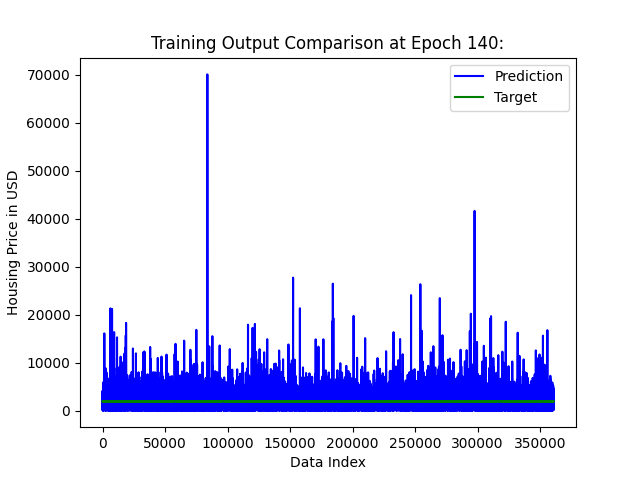 Training Output Comparison at Epoch 140:
Prediction
Target
70000
60000
50000
40000
30000
20000
10000
0
Housing Price in USD
0 50000 100000 150000 200000 250000 300000 350000
Data Index